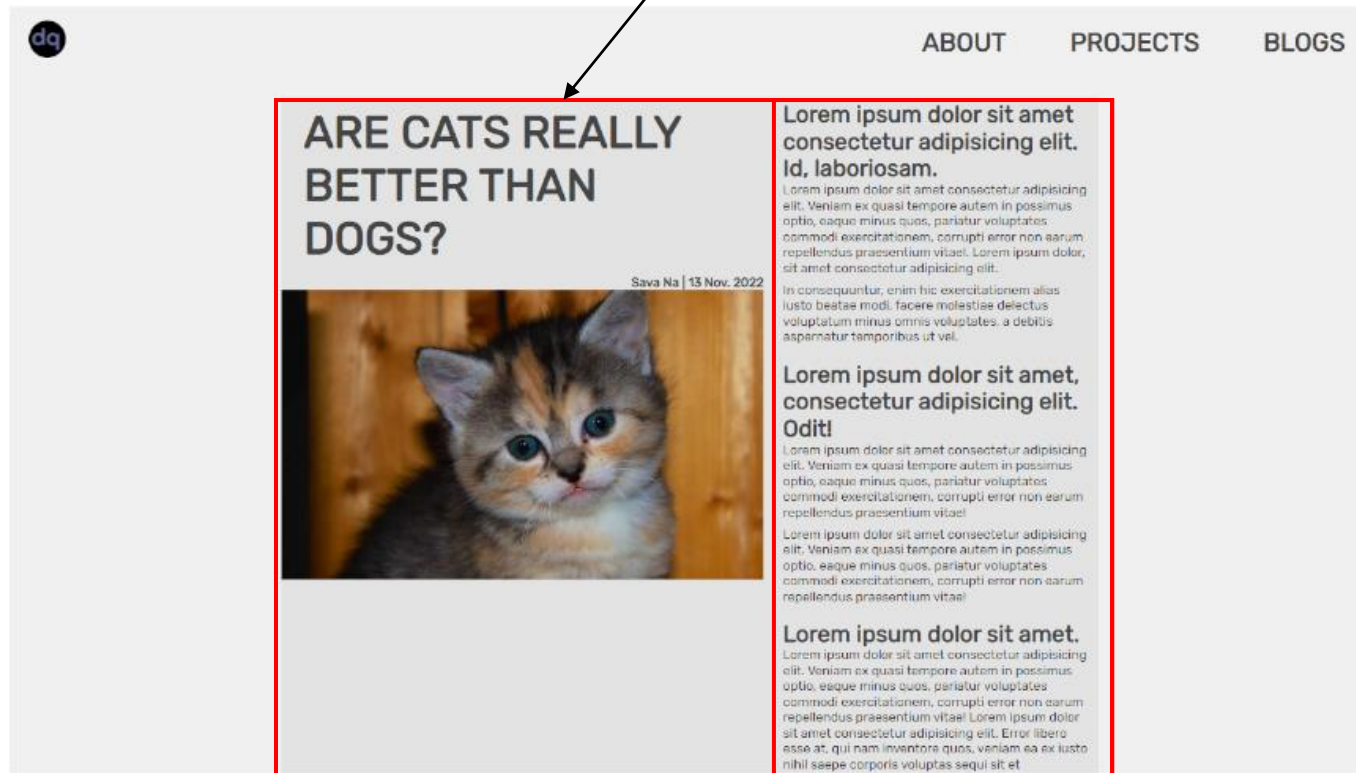 dq
ABOUT PROJECTS BLOGS
ARE CATS REALLY
BETTER THAN
DOGS?
Sava Na | 13 Nov. 2022
Lorem ipsum dolor sit amet
consectetur adipisicing elit.
Id, laboriosam.
Lorem ipsum dolor sit amet consectetur adipisicing
elit. Veniam ex quasi tempore autem in possimus
optio, eaque minus quos, pariatur voluptates
commodi exercitationem, corrupti error non earum
repellendus praesentium vitae!. Lorem ipsum dolor,
sit amet consectetur adipisicing elit.
In consequuntur, enim hic exercitationem alias
iusto beatae modi, facere molestiae delectus
voluptatum minus omnis voluptates, a debitis
aspernatur temporibus ut vel.
Lorem ipsum dolor sit amet,
consectetur adipisicing elit.
Odit!
Lorem ipsum dolor sit amet consectetur adipisicing
elit. Veniam ex quasi tempore autem in possimus
optio, eaque minus quos, pariatur voluptates
commodi exercitationem, corrupti error non earum
repellendus praesentium vitae!
Lorem ipsum dolor sit amet consectetur adipisicing
elit. Veniam ex quasi tempore autem in possimus
optio, eaque minus quos, pariatur voluptates
commodi exercitationem, corrupti error non earum
repellendus praesentium vitae!
Lorem ipsum dolor sit amet.
Lorem ipsum dolor sit amet consectetur adipisicing
elit. Veniam ex quasi tempore autem in possimus
optio, eaque minus quos, pariatur voluptates
commodi exercitationem, corrupti error non earum
repellendus praesentium vitae! Lorem ipsum dolor
sit amet consectetur adipisicing elit. Error libero
esse at, qui nam inventore quos, veniam ea ex iusto
nihil saepe corporis voluptas sequi sit et